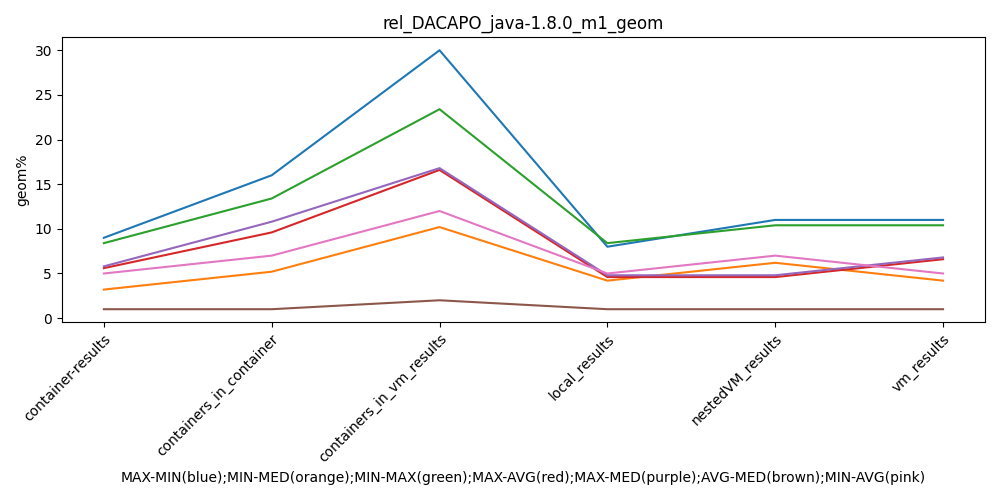 rel_DACAPO_java-1.8.0_m1_geom
30
25
20
15
10
5
0
geom%
container-results
containers_in_container
containers_in_vm_results
local_results
nestedVM_results
vm_results
MAX-MIN(blue);MIN-MED(orange);MIN-MAX(green);MAX-AVG(red);MAX-MED(purple);AVG-MED(brown);MIN-AVG(pink)